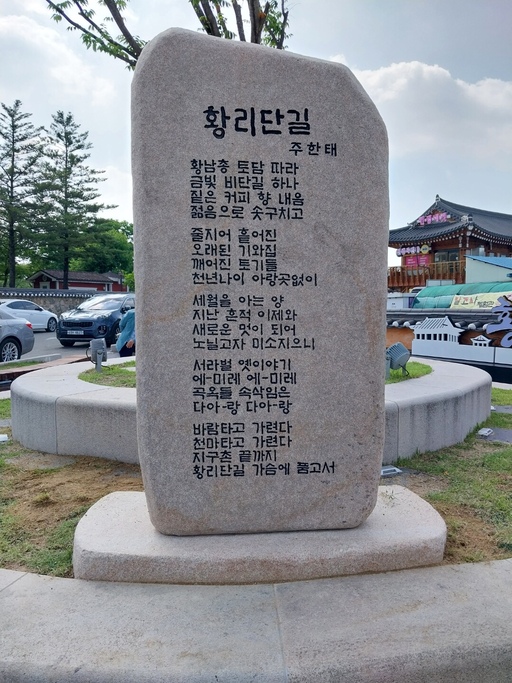 황리단길
주한태
황남총 토담 따라
금빛 비단길 하나
짙은 커피 향 내음
젊음으로 솟구치고
줄지어 흩어진
오래된 기와집
깨어진 토기들
천년나이 아랑곳없이
세월을 아는 양
지난 흔적 이제와
새로운 멋이 되어
노닐고자 미소지으니
서라벌 옛이야기
에-미레 에-미레
곡옥들 속삭임은
다아-랑 다아-랑
바람타고 가련다
천마타고 가련다
지구촌 끝까지
황리단길 가슴에 품고서